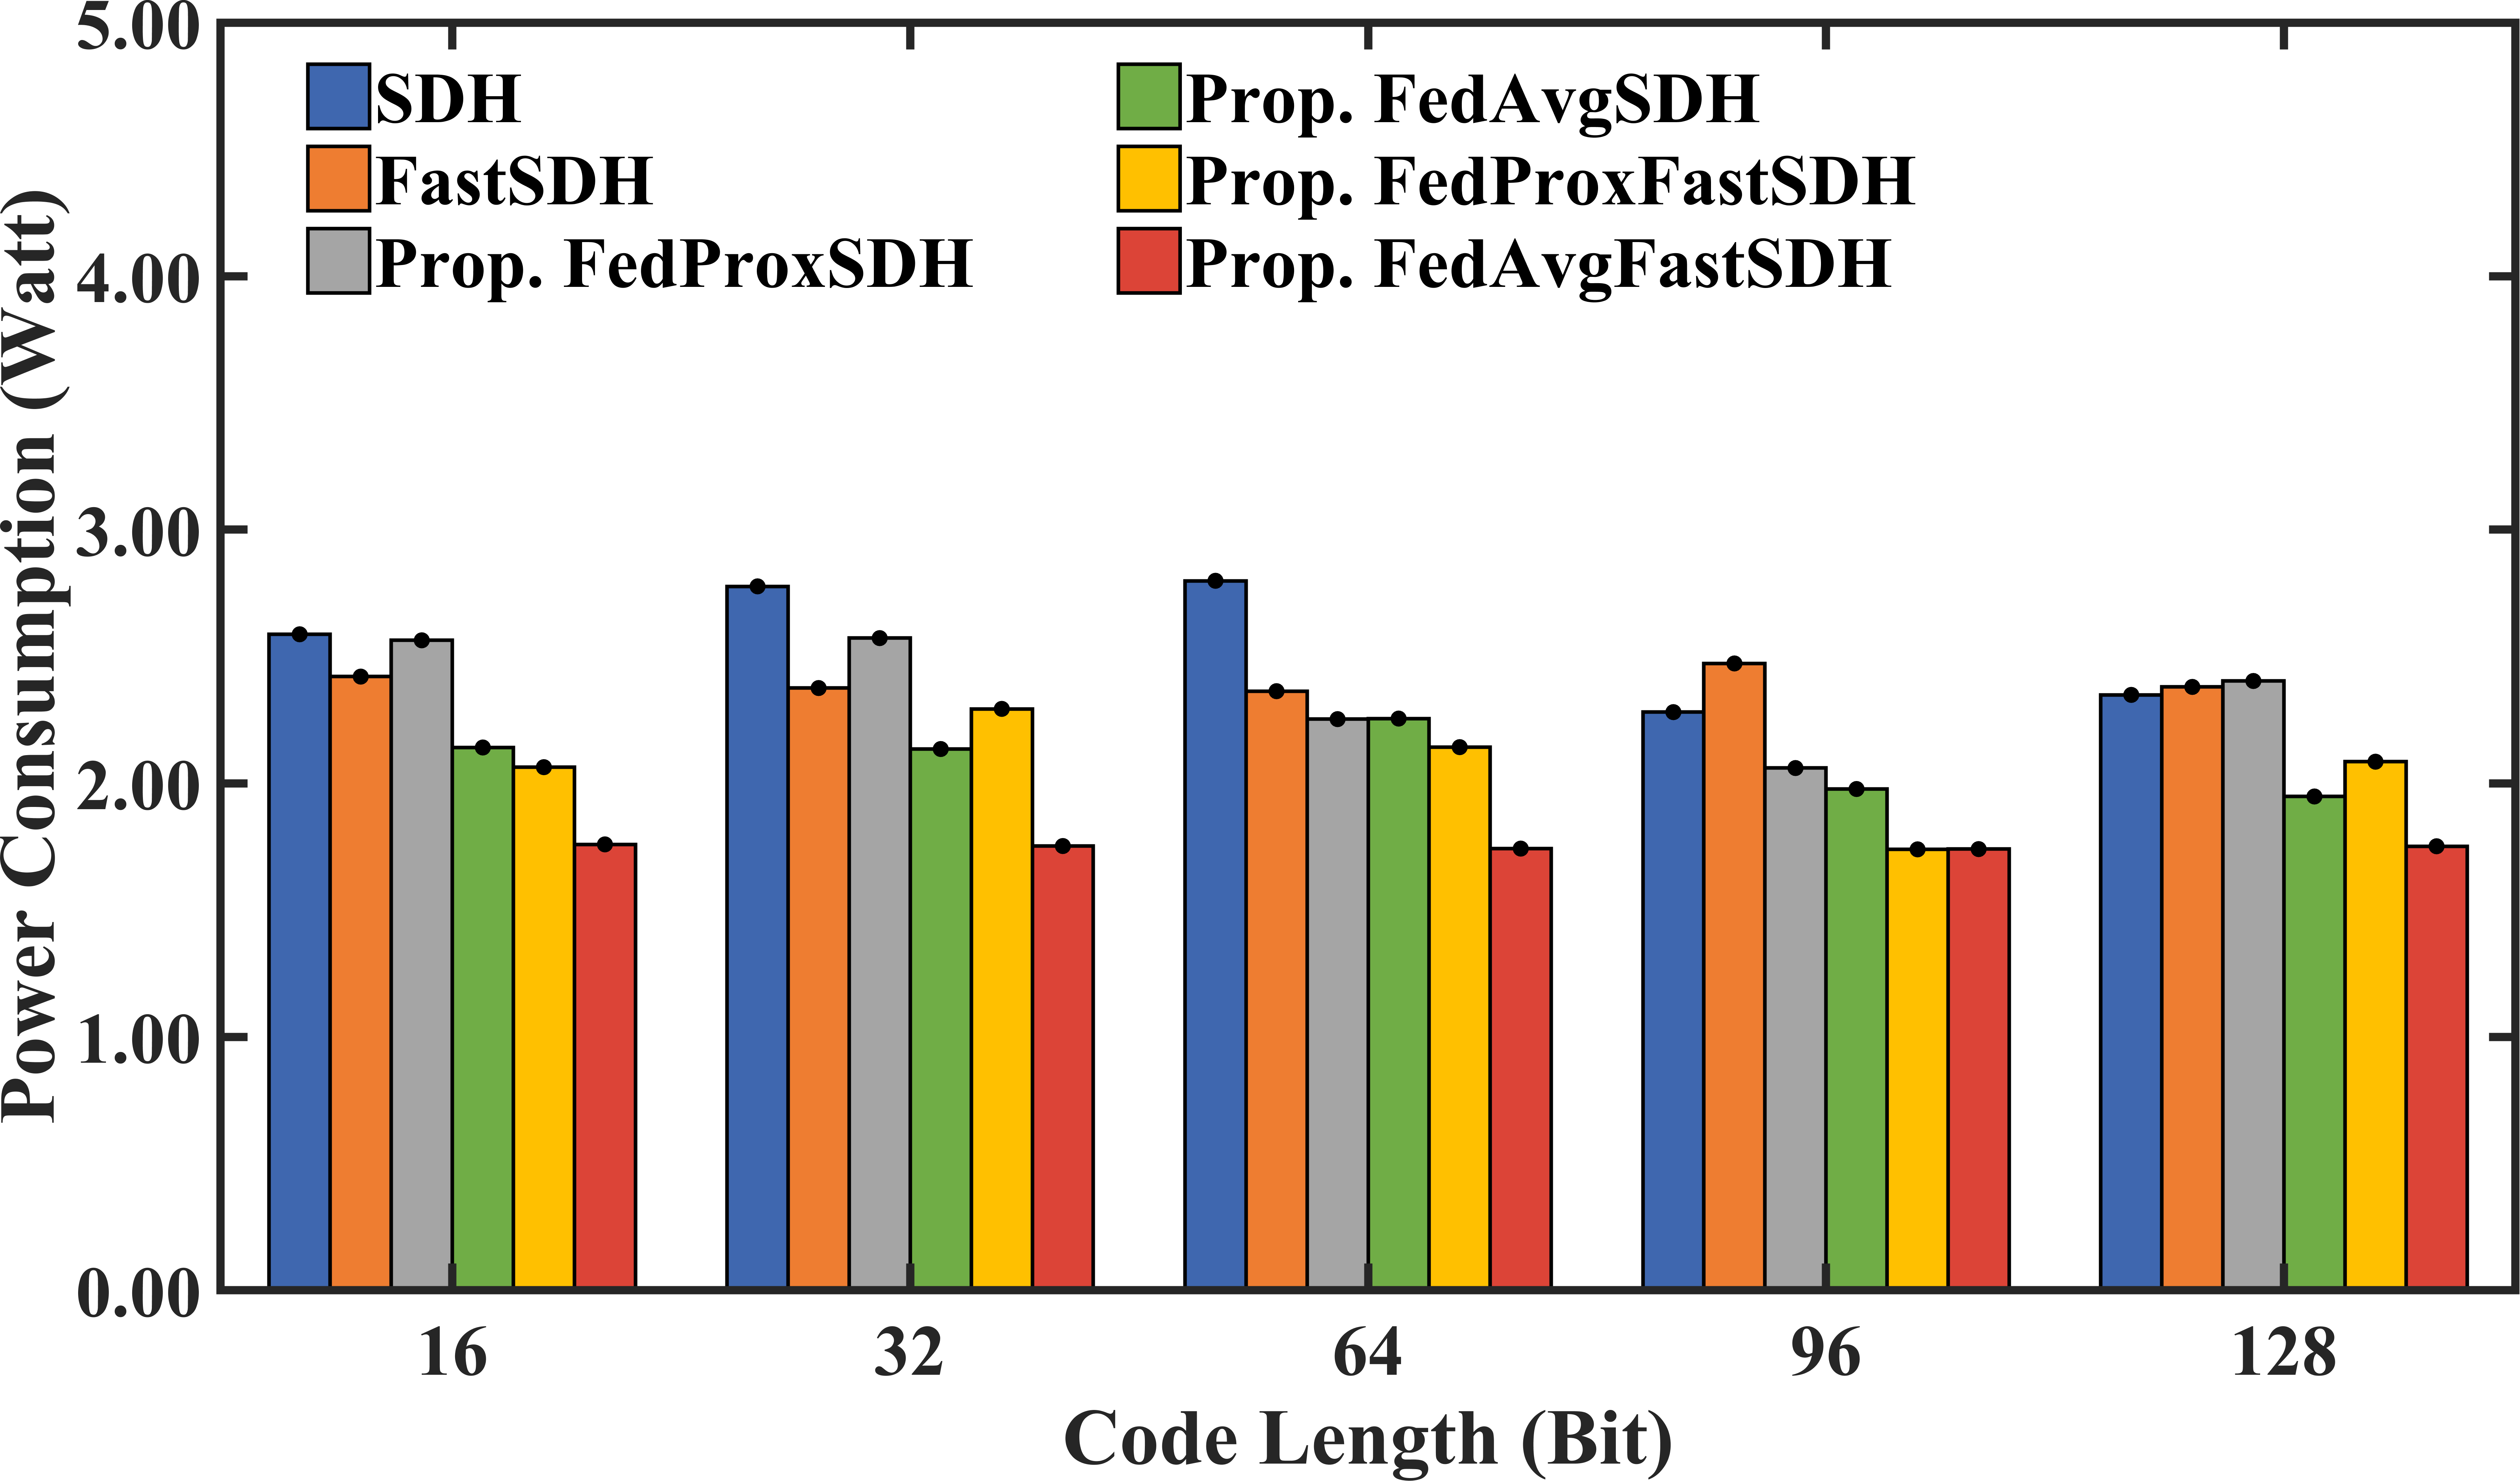 5.00
4.00
3.00
2.00
1.00
0.00
Power Consumption (Watt)
SDH
FastSDH
Prop. FedProxSDH
Prop. FedAvgSDH
Prop. FedProxFastSDH
Prop. FedAvgFastSDH
16 32 64 96 128
Code Length (Bit)